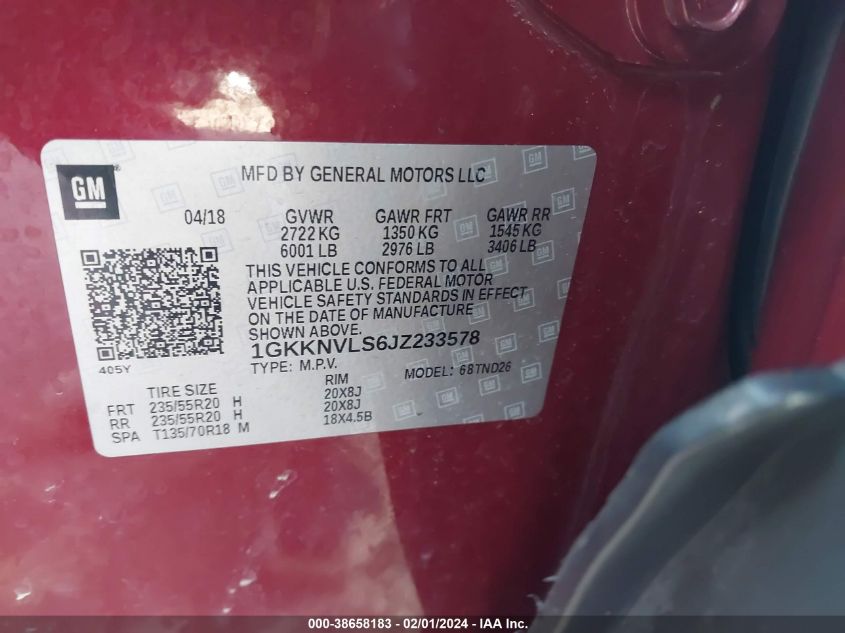 GM
MFD BY GENERAL MOTORS LLC
04/18 GVWR GAWR FRT GAWR RR
2722 KG 1350 KG 1545 KG
6001 LB 2976 LB 3406 LB
THIS VEHICLE CONFORMS TO ALL
APPLICABLE U.S. FEDERAL MOTOR
VEHICLE SAFETY STANDARDS IN EFFECT
ON THE DATE OF MANUFACTURE
SHOWN ABOVE.
1GKKNVLS6JZ233578
405Y TYPE: M.P.V. MODEL: 68TND26
TIRE SIZE RIM
FRT 235/55R20 H 20X8J
RR 235/55R20 H 20X8J
SPA T135/70R18 M 18X4.5B
000-38658183 - 02/01/2024 - IAAI.COM, INC.